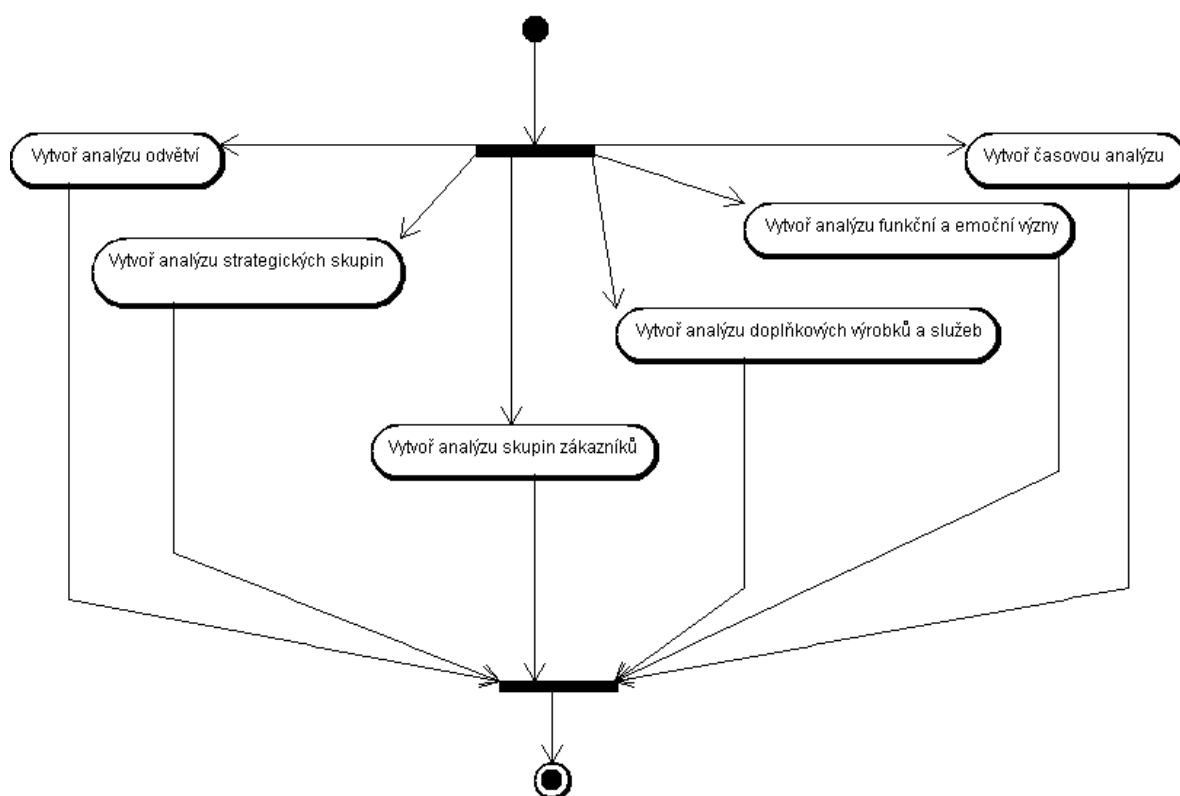 Vytvoř analýzu odvětví
Vytvoř časovou analýzu
Vytvoř analýzu funkční a emoční význy
Vytvoř analýzu strategických skupin
Vytvoř analýzu doplňkových výrobků a služeb
Vytvoř analýzu skupin zákazníků